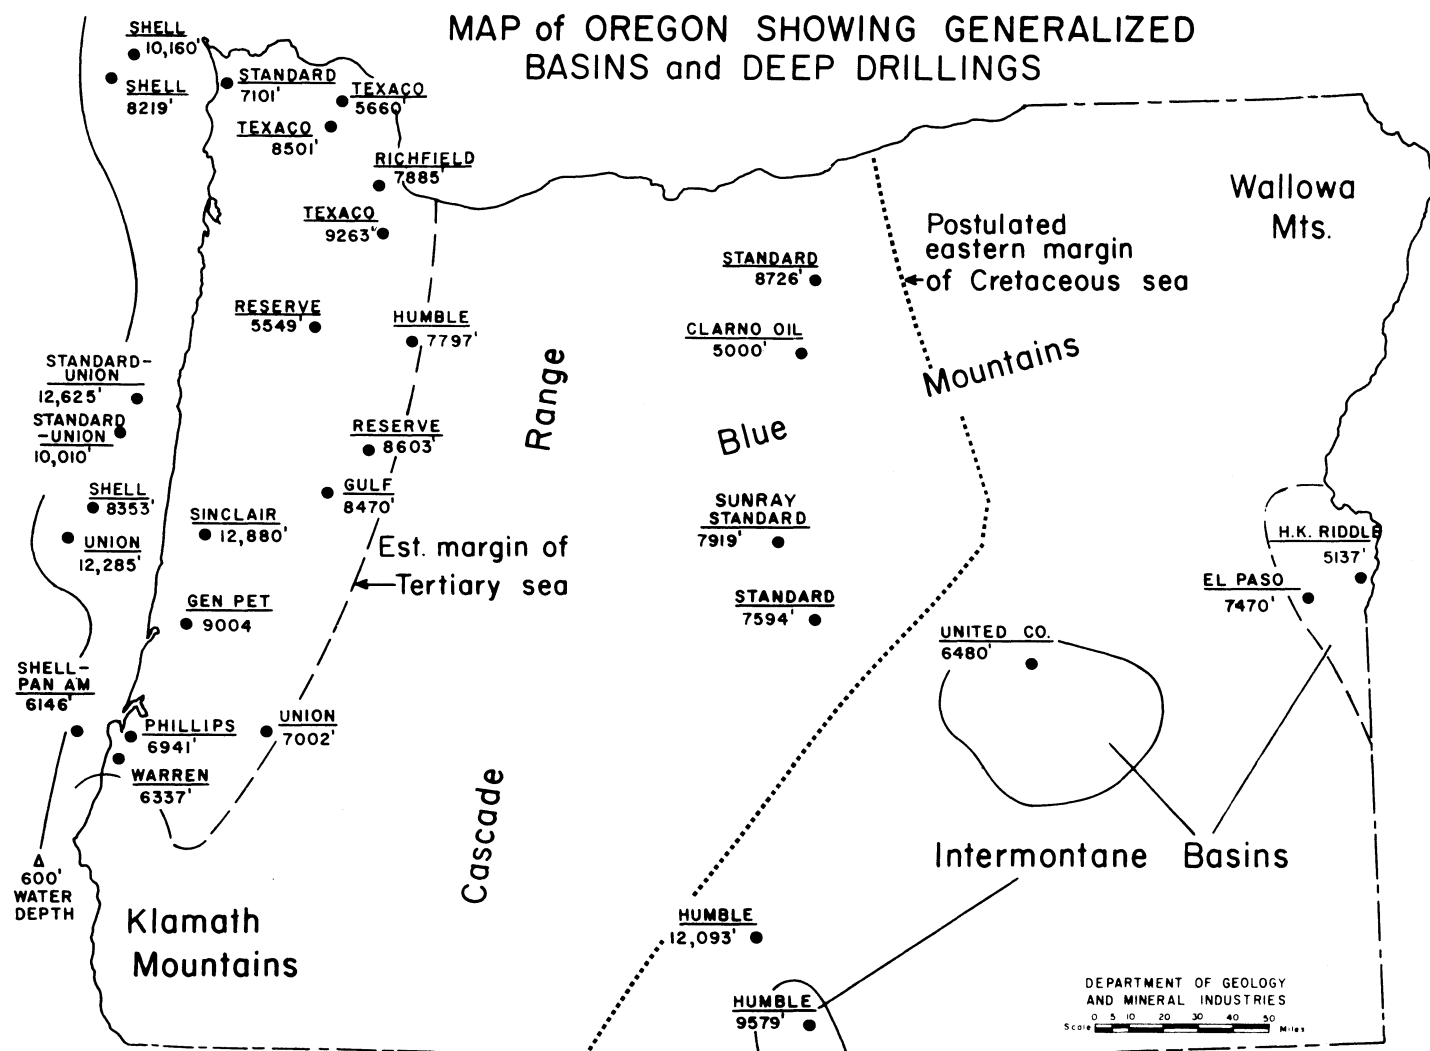 MAP of OREGON SHOWING GENERALIZED
BASINS and DEEP DRILLINGS
SHELL
10,160'
SHELL
8219'
STANDARD
7101'
TEXACO
5660'
TEXACO
8501'
RICHFIELD
7885'
TEXACO
9263'
Wallowa
Mts.
Postulated
eastern margin
of Cretaceous sea
STANDARD
8726'
RESERVE
5549'
HUMBLE
7797'
CLARNO OIL
5000'
STANDARD-
UNION
12,625'
STANDARD
-UNION
10,010'
Range
Blue
Mountains
RESERVE
8603'
SHELL
8353'
GULF
8470'
SINCLAIR
12,880'
UNION
12,285'
SUNRAY
STANDARD
7919'
H.K. RIDDLE
5137'
Est. margin of
Tertiary sea
EL PASO
7470'
GEN PET
9004
STANDARD
7594'
UNITED CO.
6480'
SHELL-
PAN AM
6146'
PHILLIPS
6941'
UNION
7002'
WARREN
6337'
Cascade
Intermontane Basins
600'
WATER
DEPTH
Klamath
Mountains
HUMBLE
12,093'
HUMBLE
9579'
DEPARTMENT OF GEOLOGY
AND MINERAL INDUSTRIES
Scale 0 5 10 20 30 40 50 Miles